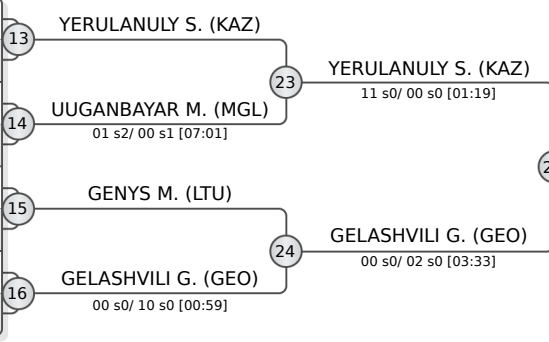 YERULANULY S. (KAZ)
13
YERULANULY S. (KAZ)
23
11 s0/ 00 s0 [01:19]
UUGANBAYAR M. (MGL)
14
01 s2/ 00 s1 [07:01]
GENYS M. (LTU)
15
GELASHVILI G. (GEO)
24
00 s0/ 02 s0 [03:33]
GELASHVILI G. (GEO)
16
00 s0/ 10 s0 [00:59]